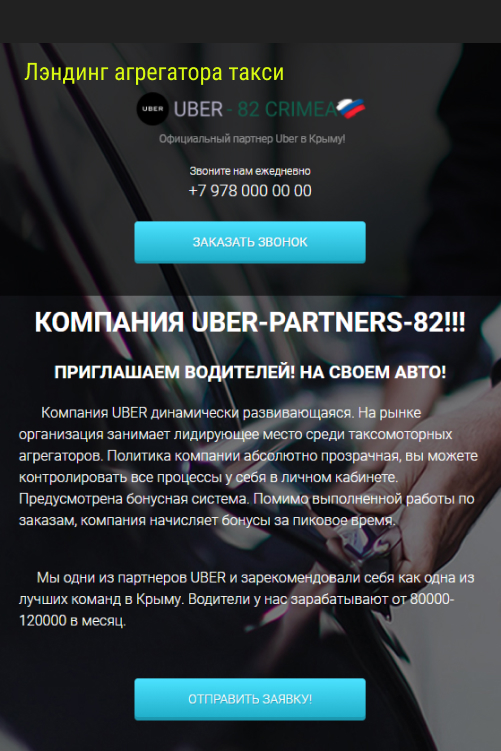 Лэндинг агрегатора такси
UBER UBER - 82 CRIMEA
Официальный партнер Uber в Крыму!
Звоните нам ежедневно
+7 978 000 00 00
ЗАКАЗАТЬ ЗВОНОК
КОМПАНИЯ UBER-PARTNERS-82!!!
ПРИГЛАШАЕМ ВОДИТЕЛЕЙ! НА СВОЕМ АВТО!
Компания UBER динамически развивающаяся. На рынке
организация занимает лидирующее место среди таксомоторных
агрегаторов. Политика компании абсолютно прозрачная, вы можете
контролировать все процессы у себя в личном кабинете.
Предусмотрена бонусная система. Помимо выполненной работы по
заказам, компания начисляет бонусы за пиковое время.
Мы одни из партнеров UBER и зарекомендовали себя как одна из
лучших команд в Крыму. Водители у нас зарабатывают от 80000-
120000 в месяц.
ОТПРАВИТЬ ЗАЯВКУ!